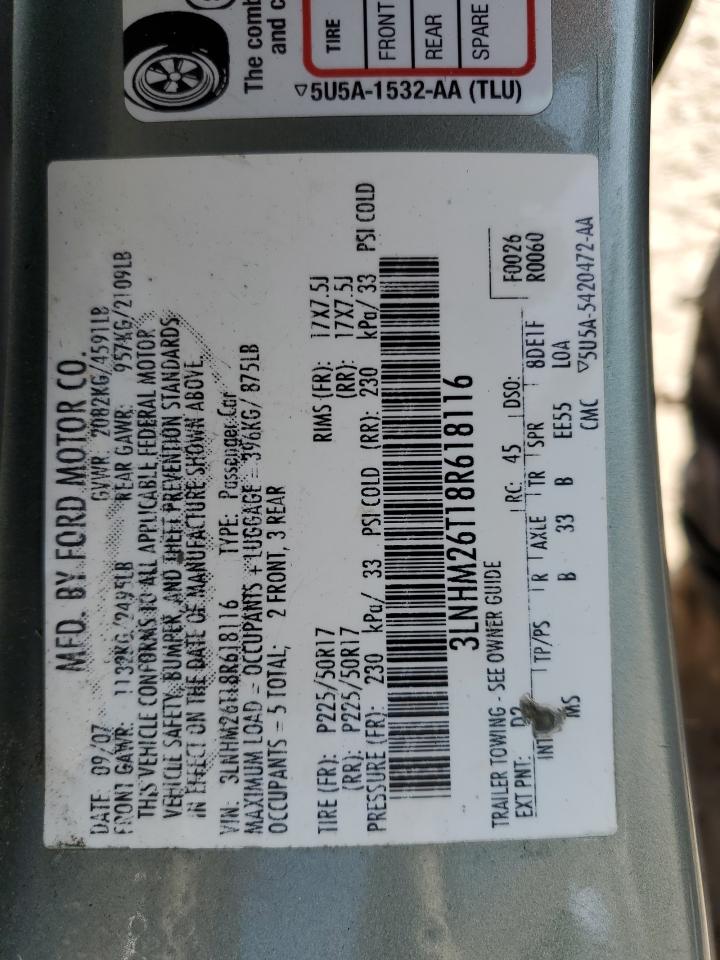 The comb
and c
TIRE
FRONT
REAR
SPARE
▽5U5A-1532-AA (TLU)
MFD. BY FORD MOTOR CO.
DATE: 09/07 GVWR: 2082KG/4591LB
FRONT GAWR: 1132KG/2495LB REAR GAWR: 957KG/2109LB
THIS VEHICLE CONFORMS TO ALL APPLICABLE FEDERAL MOTOR
VEHICLE SAFETY, BUMPER, AND THEFT PREVENTION STANDARDS
IN EFFECT ON THE DATE OF MANUFACTURE SHOWN ABOVE.
VIN: 3LNHM26T18R618116 TYPE: Passenger Car
MAXIMUM LOAD = OCCUPANTS + LUGGAGE = 396KG/ 875LB
OCCUPANTS = 5 TOTAL; 2 FRONT, 3 REAR
TIRE (FR): P225/50R17 RIMS (FR): 17X7.5J
(RR): P225/50R17 (RR): 17X7.5J
PRESSURE (FR): 230 kPa/ 33 PSI COLD (RR): 230 kPa/ 33 PSI COLD
3LNHM26T18R618116
F0026
R0060
TRAILER TOWING - SEE OWNER GUIDE
EXT PNT: D2 RC: 45 DSO:
INT TP/PS R AXLE TR SPR 8DE1F
MS B 33 B EE55 LOA
CMC ▽5U5A-5420472-AA